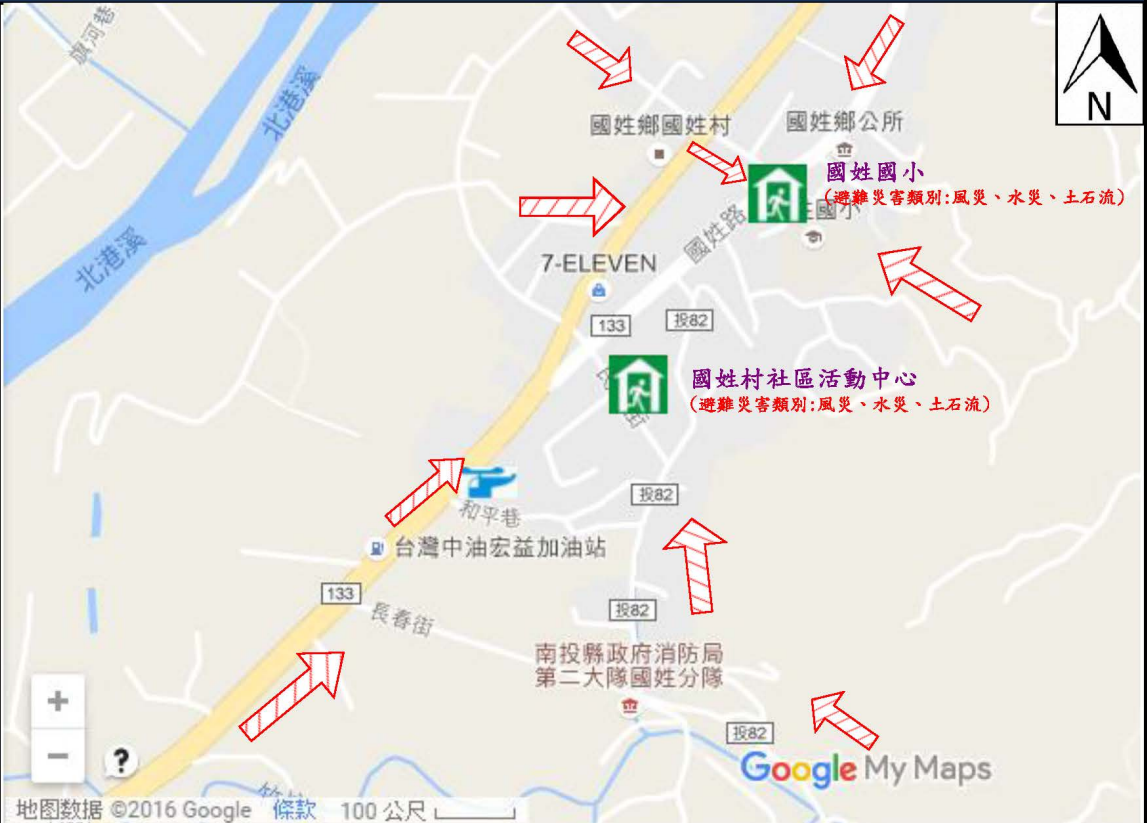 旗河巷
北港溪
N
國姓鄉國姓村
國姓鄉公所
國姓國小
(避難災害類別:風災、水災、土石流)
國小
北港溪
國姓路
7-ELEVEN
133
投82
國姓村社區活動中心
(避難災害類別:風災、水災、土石流)
街
投82
和平巷
台灣中油宏益加油站
133
長春街
投82
南投縣政府消防局
第二大隊國姓分隊
+
−
?
投82
Google My Maps
地图数据 ©2016 Google 條款 100 公尺